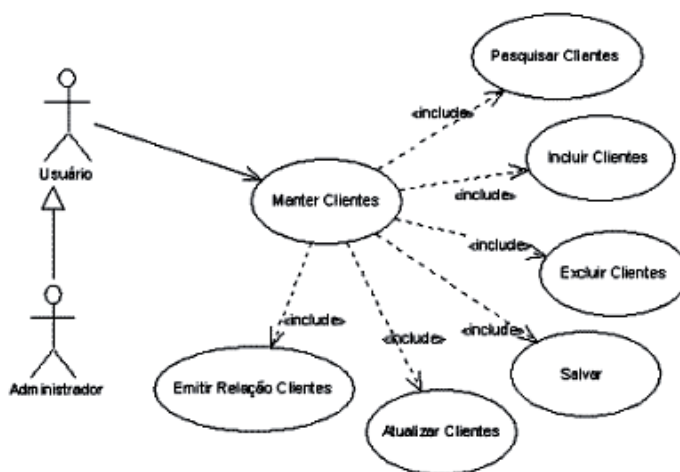 Pesquisar Clientes
«include»
Incluir Clientes
«include»
Usuário
Manter Clientes
«include»
Excluir Clientes
«include»
«include»
«include»
Administrador
Emitir Relação Clientes
Salvar
Atualizar Clientes